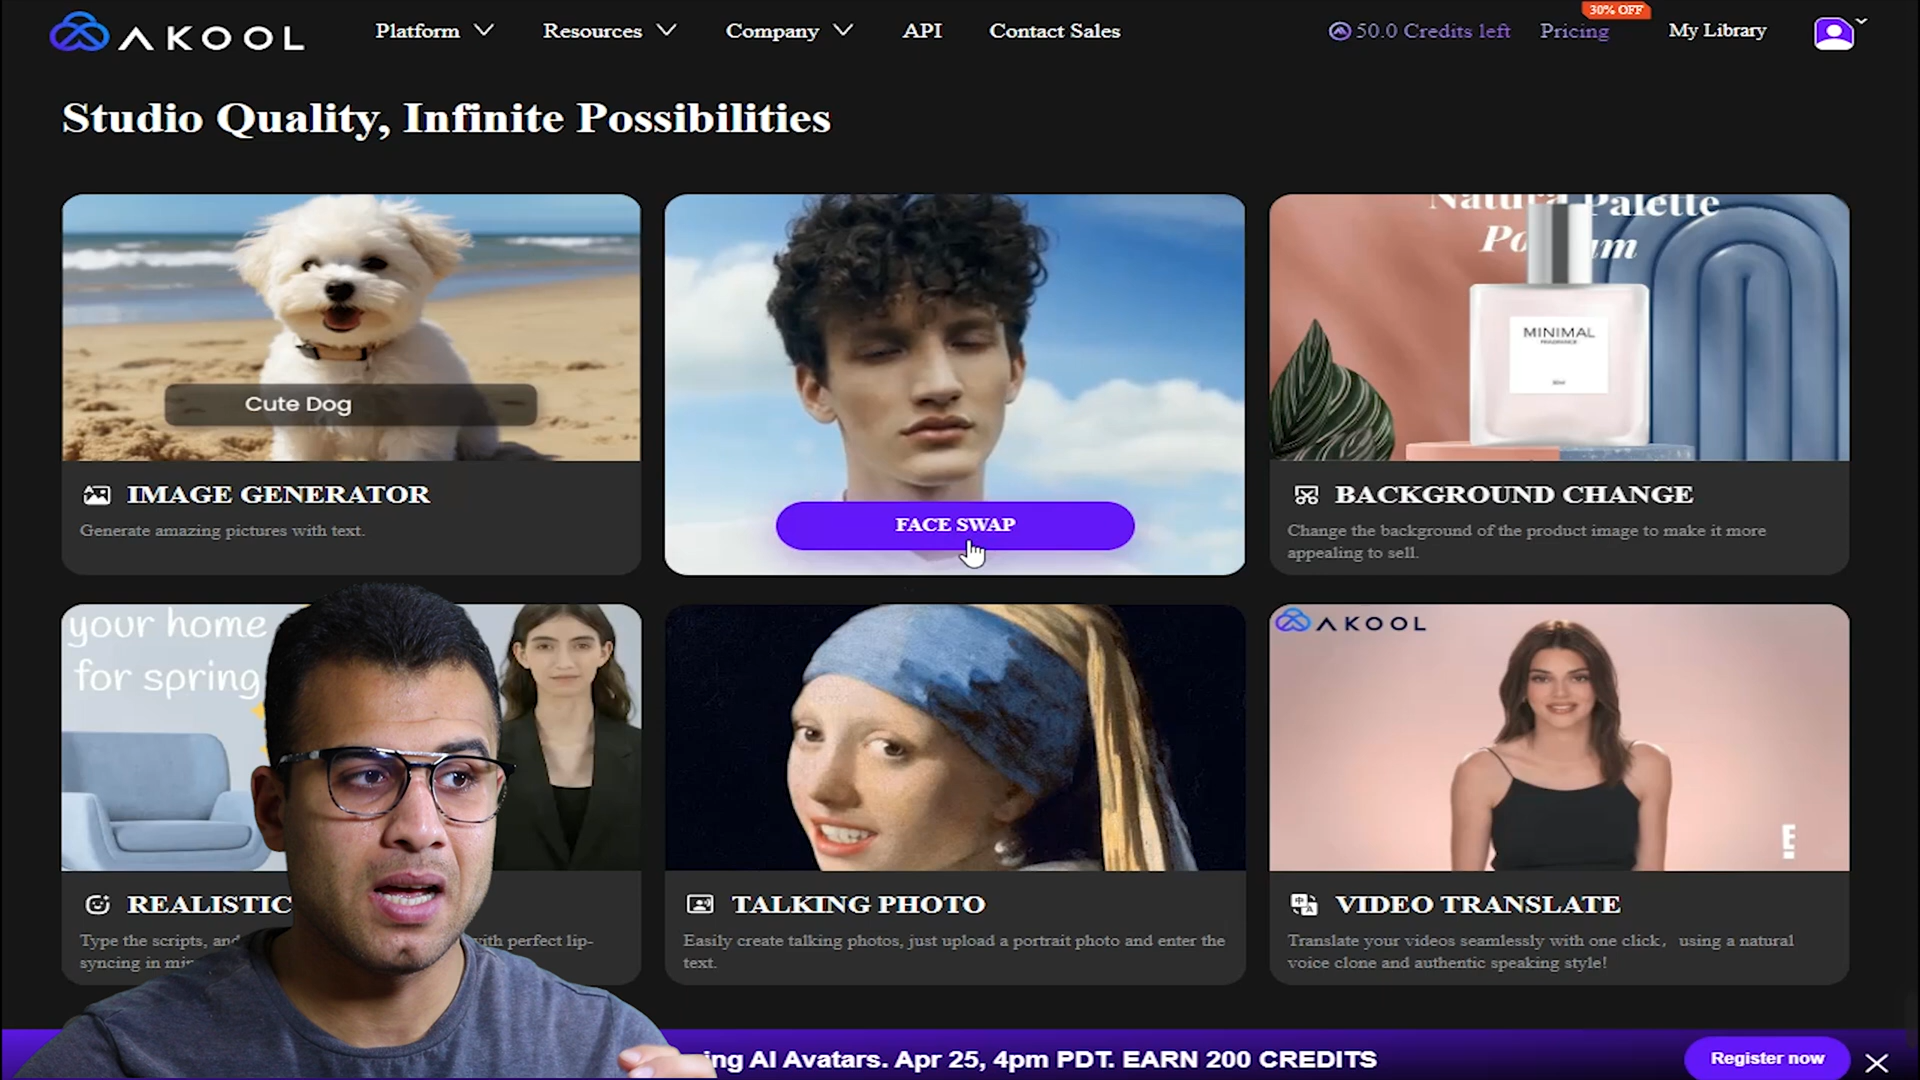 AKOOL
Platform
Resources
Company
API
Contact Sales
50.0 Credits left
Pricing
30% OFF
My Library
Studio Quality, Infinite Possibilities
Cute Dog
IMAGE GENERATOR
Generate amazing pictures with text.
FACE SWAP
Palette
MINIMAL
FRAGRANCE
BACKGROUND CHANGE
Change the background of the product image to make it more
appealing to sell.
your home
for spring
REALISTIC
Type the scripts, and with perfect lip-
syncing in
TALKING PHOTO
Easily create talking photos, just upload a portrait photo and enter the
text.
AKOOL
E!
VIDEO TRANSLATE
Translate your videos seamlessly with one click, using a natural
voice clone and authentic speaking style!
AI Avatars. Apr 25, 4pm PDT. EARN 200 CREDITS
Register now